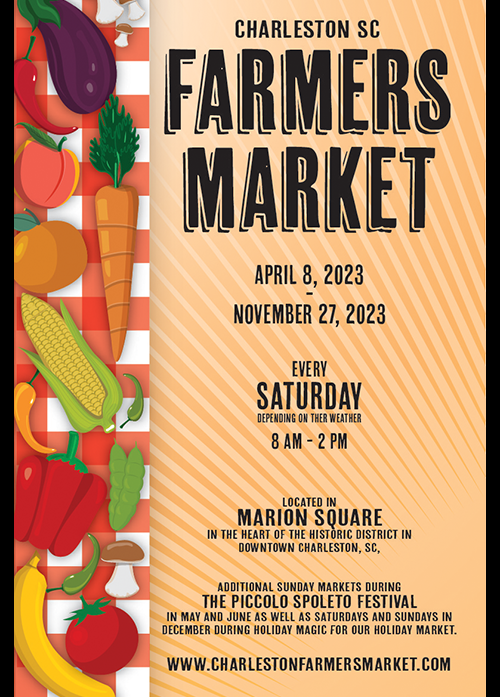 CHARLESTON SC
FARMERS
MARKET
APRIL 8, 2023
-
NOVEMBER 27, 2023
EVERY
SATURDAY
DEPENDING ON THER WEATHER
8 AM - 2 PM
LOCATED IN
MARION SQUARE
IN THE HEART OF THE HISTORIC DISTRICT IN
DOWNTOWN CHARLESTON, SC,
ADDITIONAL SUNDAY MARKETS DURING
THE PICCOLO SPOLETO FESTIVAL
IN MAY AND JUNE AS WELL AS SATURDAYS AND SUNDAYS IN
DECEMBER DURING HOLIDAY MAGIC FOR OUR HOLIDAY MARKET.
WWW.CHARLESTONFARMERSMARKET.COM